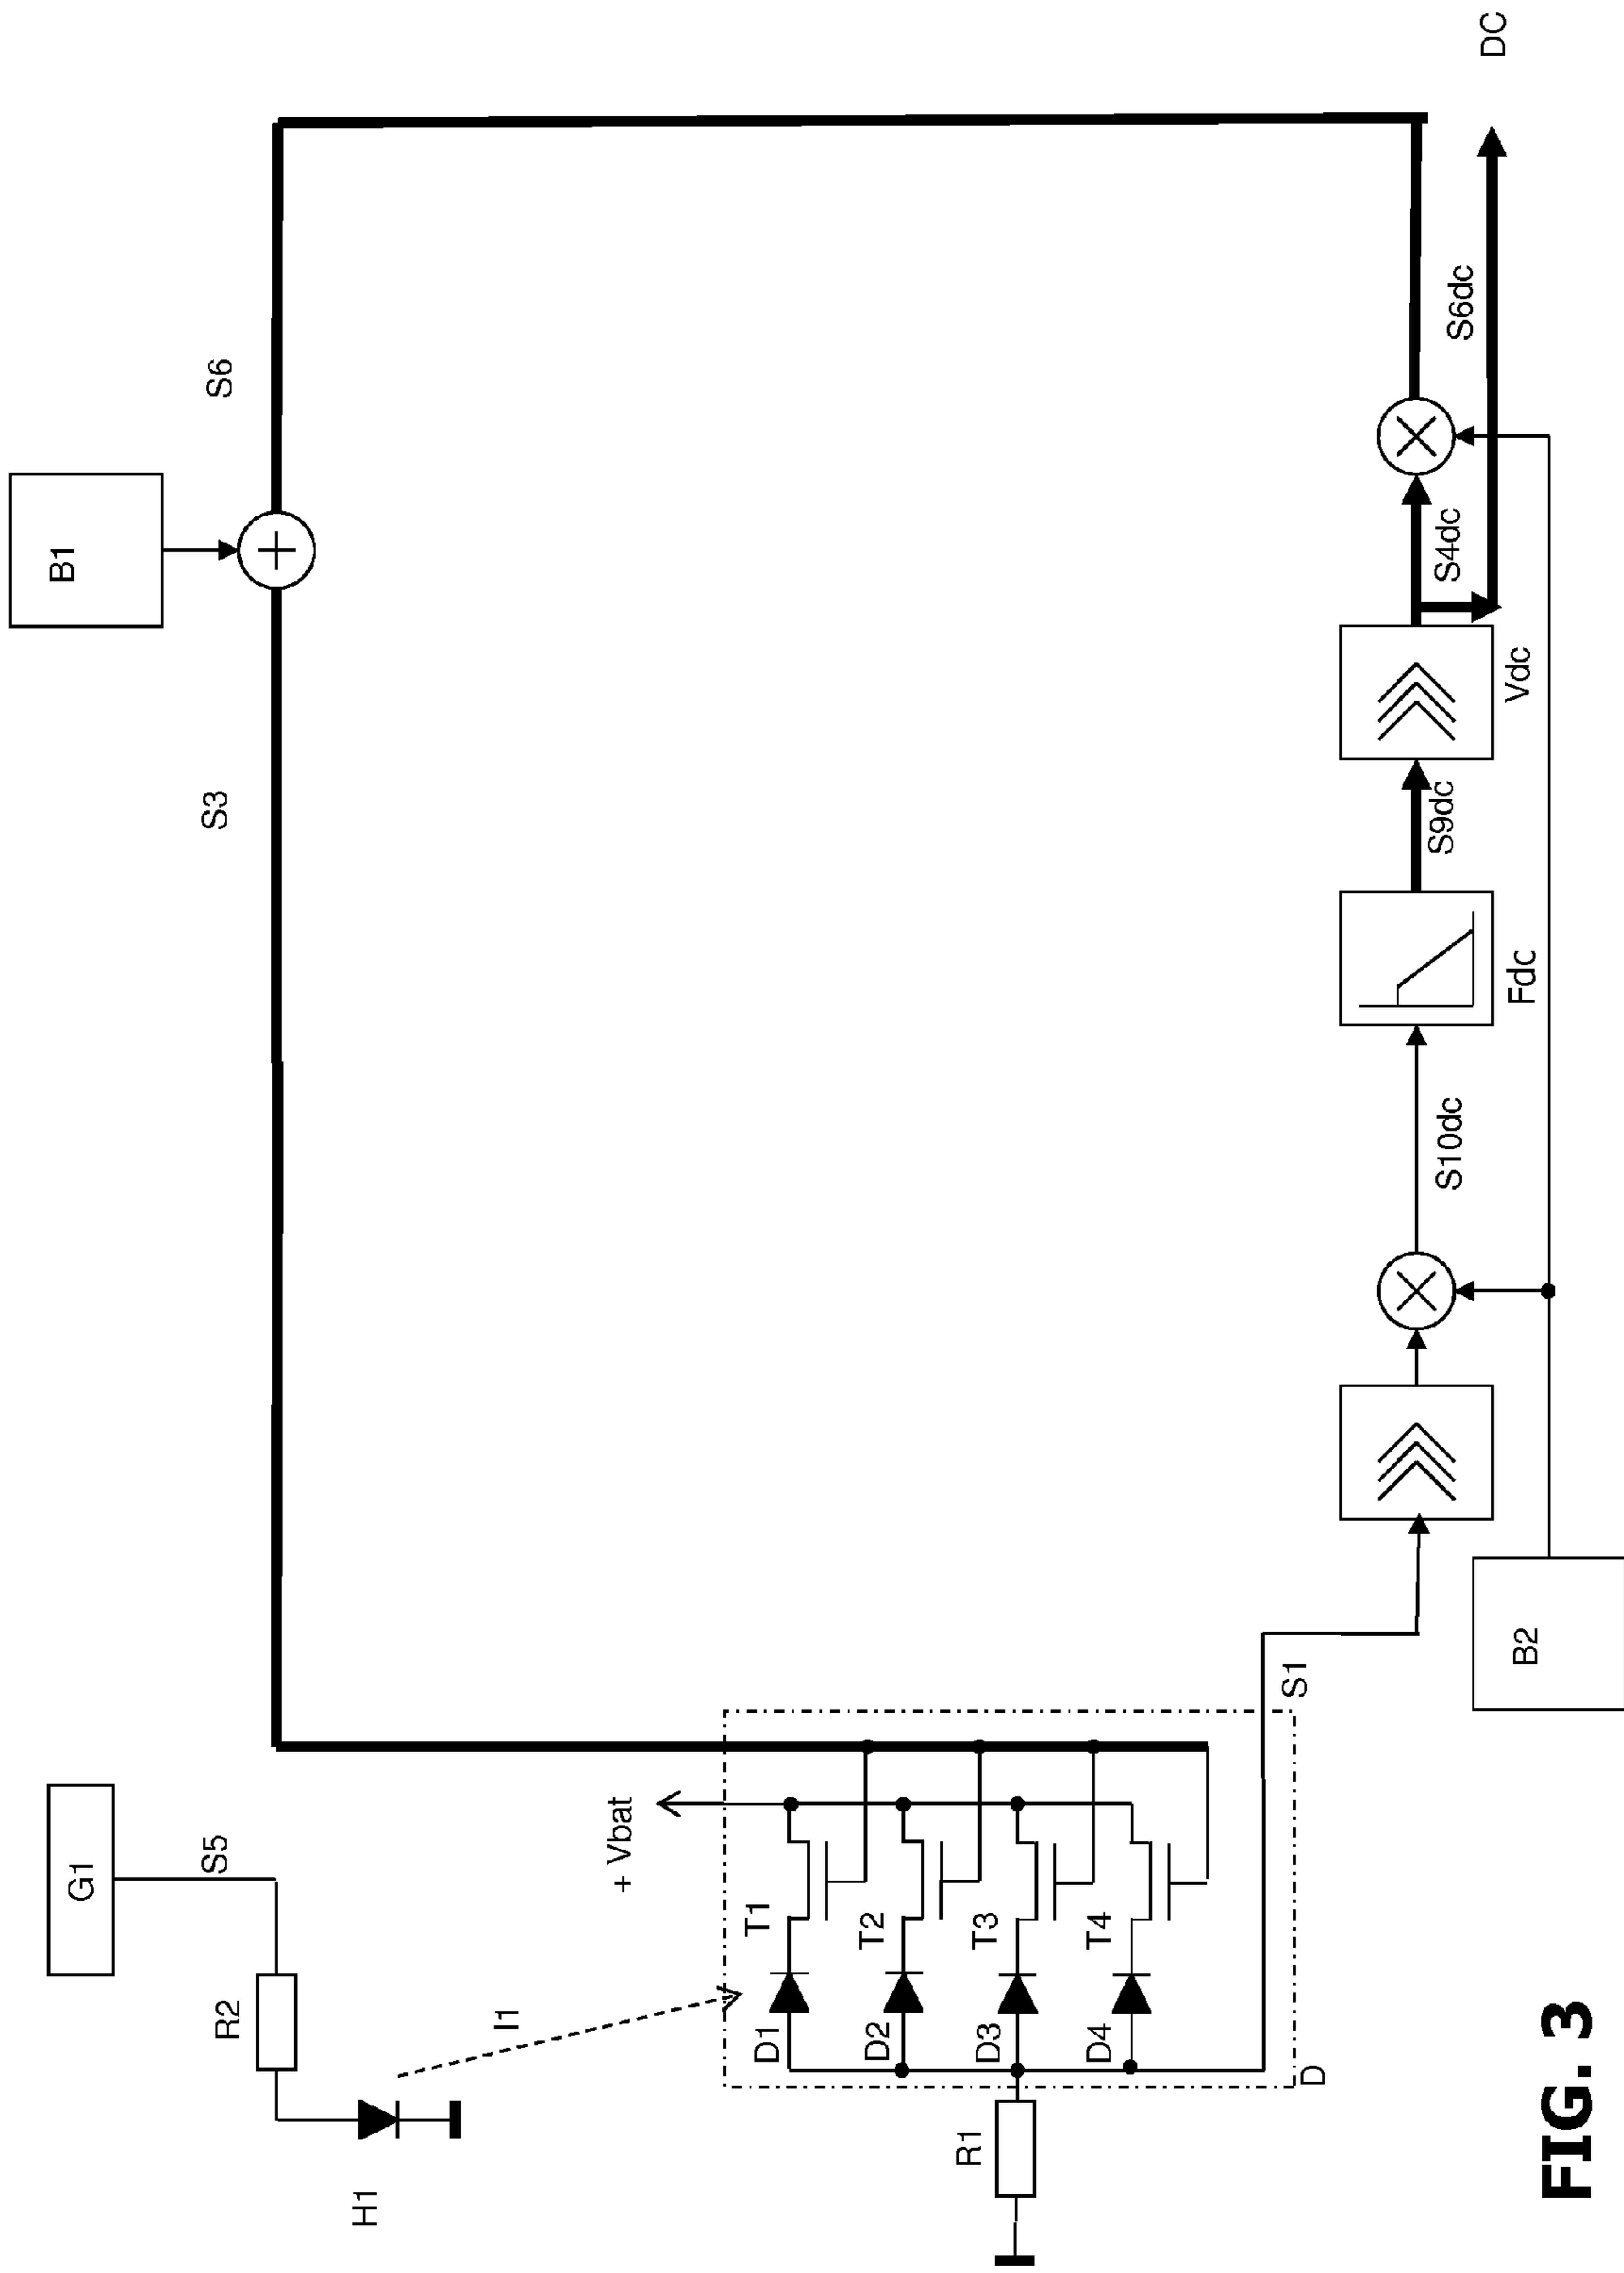 G1
S5
R2
H1
I1
B1
S3
S6
+ Vbat
T1
T2
T3
T4
D1
D2
D3
D4
R1
D
S1
B2
S10dc
Fdc
S9dc
Vdc
S4dc
S6dc
DC
FIG. 3